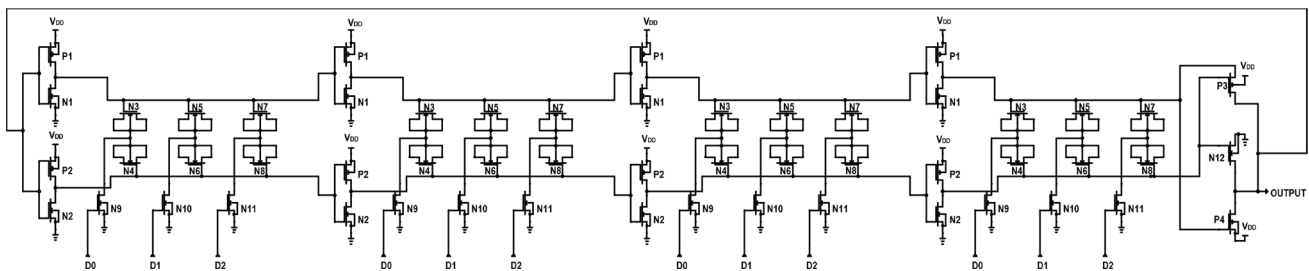 VDD VDD VDD VDD
P1 P1 P1 P1
VDD
P3
N1 N3 N5 N7 N1 N3 N5 N7 N1 N3 N5 N7 N1 N3 N5 N7
VDD VDD VDD VDD
N12
P2 N4 N6 N8 P2 N4 N6 N8 P2 N4 N6 N8 P2 N4 N6 N8
OUTPUT
N2 N9 N10 N11 N2 N9 N10 N11 N2 N9 N10 N11 N2 N9 N10 N11
P4 VDD
D0 D1 D2 D0 D1 D2 D0 D1 D2 D0 D1 D2